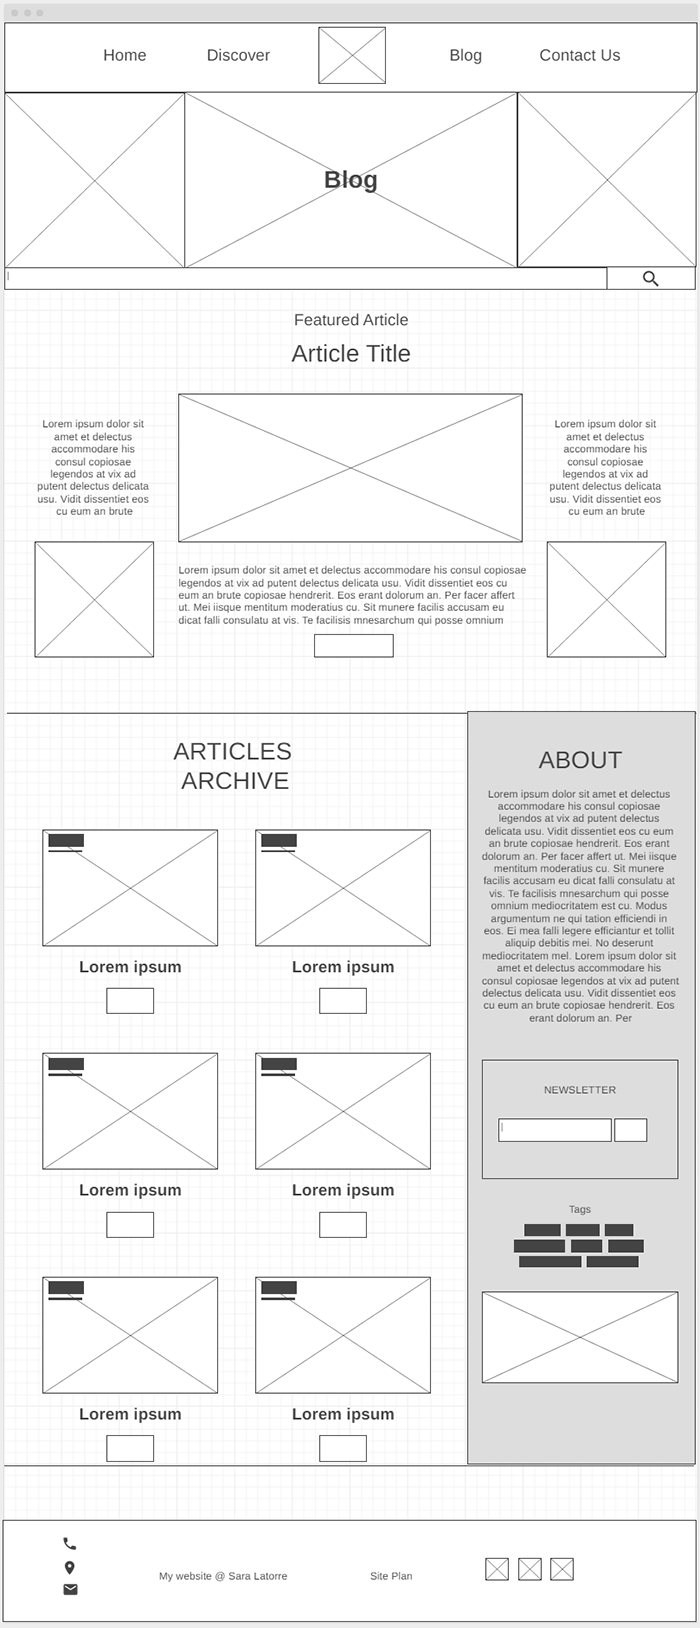 Home Discover Blog Contact Us
Blog
Featured Article
Article Title
Lorem ipsum dolor sit
amet et delectus
accommodare his
consul copiosae
legendos at vix ad
putent delectus delicata
usu. Vidit dissentiet eos
cu eum an brute
Lorem ipsum dolor sit amet et delectus accommodare his consul copiosae
legendos at vix ad putent delectus delicata usu. Vidit dissentiet eos cu
eum an brute copiosae hendrerit. Eos erant dolorum an. Per facer affert
ut. Mei iisque mentitum moderatius cu. Sit munere facilis accusam eu
dicat falli consulatu at vis. Te facilisis mnesarchum qui posse omnium
Lorem ipsum dolor sit
amet et delectus
accommodare his
consul copiosae
legendos at vix ad
putent delectus delicata
usu. Vidit dissentiet eos
cu eum an brute
ARTICLES
ARCHIVE
Lorem ipsum
Lorem ipsum
Lorem ipsum
Lorem ipsum
Lorem ipsum
Lorem ipsum
ABOUT
Lorem ipsum dolor sit amet et delectus
accommodare his consul copiosae
legendos at vix ad putent delectus
delicata usu. Vidit dissentiet eos cu eum
an brute copiosae hendrerit. Eos erant
dolorum an. Per facer affert ut. Mei iisque
mentitum moderatius cu. Sit munere
facilis accusam eu dicat falli consulatu at
vis. Te facilisis mnesarchum qui posse
omnium mediocritatem est cu. Modus
argumentum ne qui tation efficiendi in
eos. Ei mea falli legere efficiantur et tollit
aliquip debitis mei. No deserunt
mediocritatem mel. Lorem ipsum dolor sit
amet et delectus accommodare his
consul copiosae legendos at vix ad putent
delectus delicata usu. Vidit dissentiet eos
cu eum an brute copiosae hendrerit. Eos
erant dolorum an. Per
NEWSLETTER
Tags
My website @ Sara Latorre
Site Plan